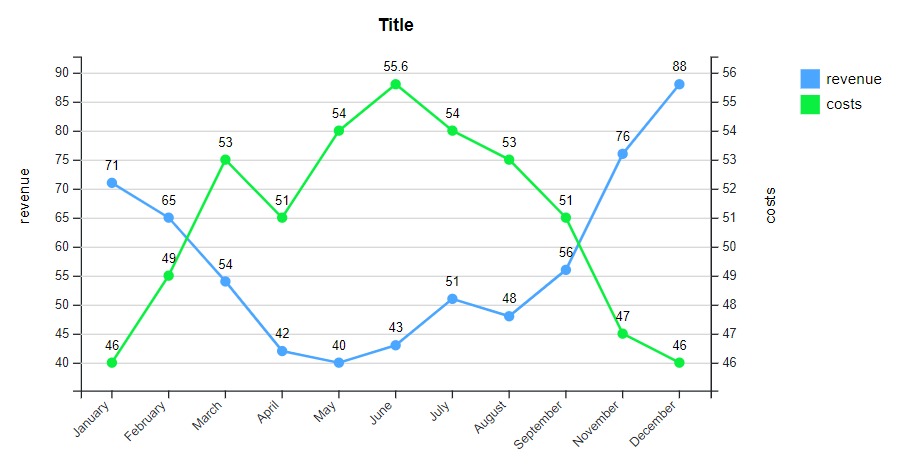 Title
revenue
costs
revenue
90
85
80
75
70
65
60
55
50
45
40
71
65
54
42
40
43
51
48
56
76
88
46
49
53
51
54
55.6
54
53
51
47
46
56
55
54
53
52
51
50
49
48
47
46
costs
January
February
March
April
May
June
July
August
September
November
December